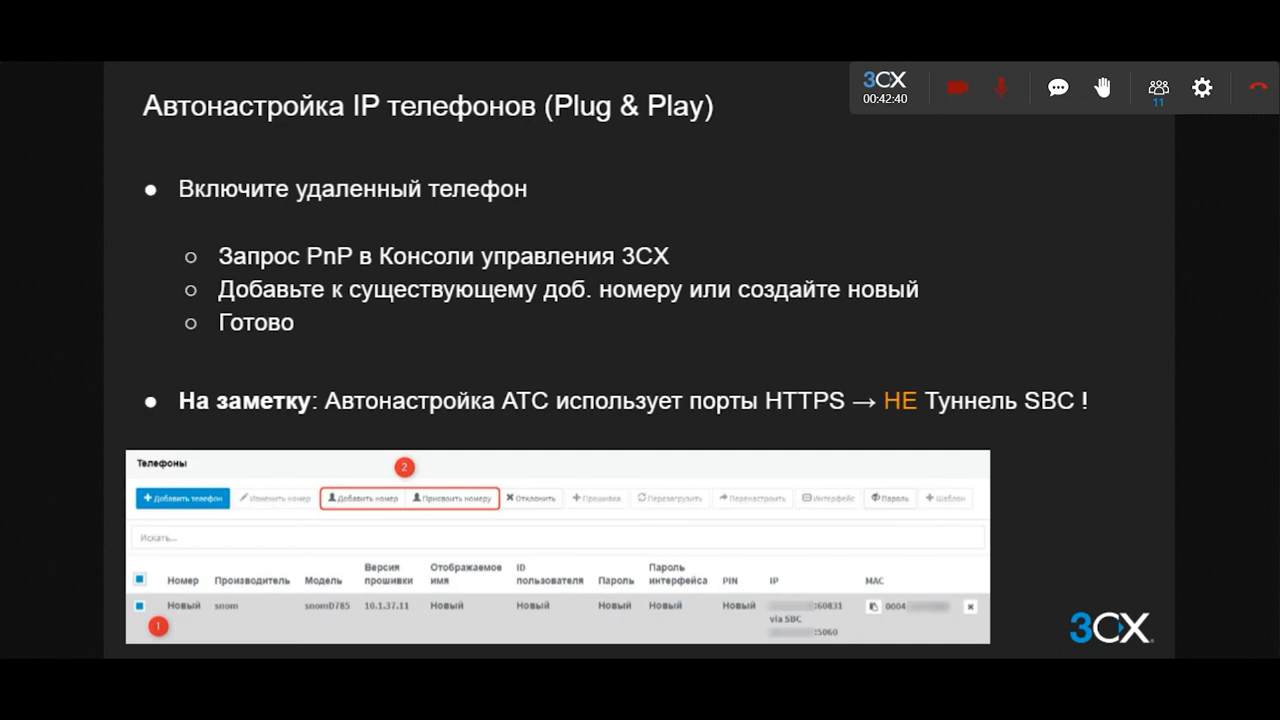 3CX
00:42:40
11
Автонастройка IP телефонов (Plug & Play)
● Включите удаленный телефон
○ Запрос PnP в Консоли управления 3CX
○ Добавьте к существующему доб. номеру или создайте новый
○ Готово
● На заметку: Автонастройка АТС использует порты HTTPS → НЕ Туннель SBC !
Телефоны
2
Добавить телефон Изменить номер Добавить номер Присвоить номеру Отклонить Прошивка Перезагрузить Перенастроить Интерфейс Пароль Шаблон
Искать...
Номер Производитель Модель Версия прошивки Отображаемое имя ID пользователя Пароль Пароль интерфейса PIN IP MAC
Новый snom snomD785 10.1.37.11 Новый Новый Новый Новый Новый :60831 0004
via SBC
:5060
1
3CX